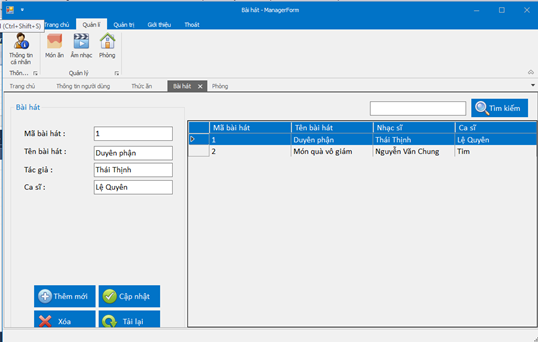 Bài hát - ManagerForm
(Ctrl+Shift+S)
Trang chủ Quản lí Quản trị Giới thiệu Thoát
Thông tin cá nhân Món ăn Âm nhạc Phòng
Thôn... Quản lý
Trang chủ Thông tin người dùng Thức ăn Bài hát Phòng
Bài hát
Tìm kiếm
Mã bài hát Tên bài hát Nhạc sĩ Ca sĩ
1 Duyên phận Thái Thịnh Lệ Quyên
2 Món quà vô giá Nguyễn Văn Chung Tim
Mã bài hát : 1
Tên bài hát : Duyên phận
Tác giả : Thái Thịnh
Ca sĩ : Lệ Quyên
Thêm mới Cập nhật
Xóa Tải lại